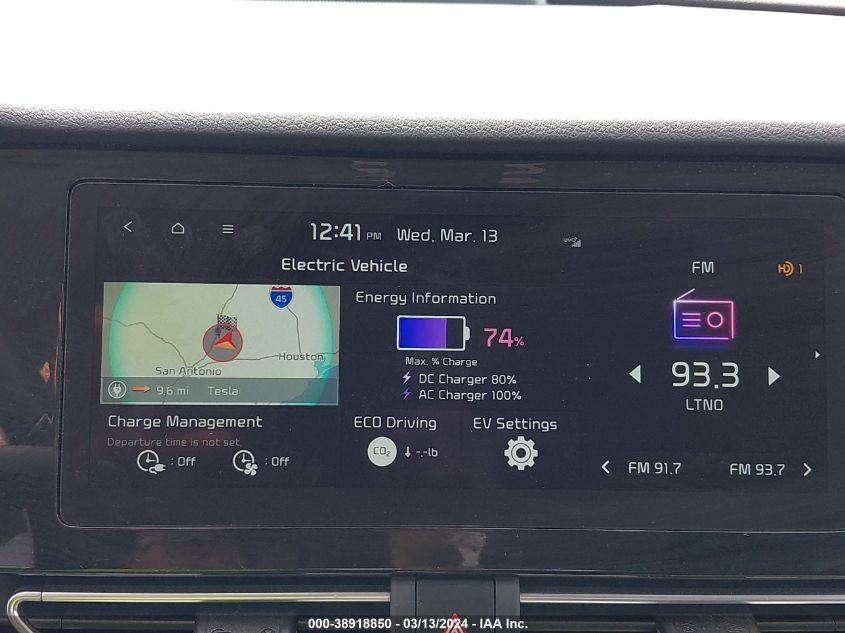 12:41 PM Wed, Mar. 13
UVO
Electric Vehicle
45
Houston
San Antonio
9.6 mi Tesla
Energy Information
74%
Max. % Charge
DC Charger 80%
AC Charger 100%
Charge Management
Departure time is not set.
: Off : Off
ECO Driving
CO₂ -.-lb
EV Settings
FM HD 1
93.3
LTNO
FM 91.7 FM 93.7
000-38918850 - 03/13/2024 - IAA Inc.